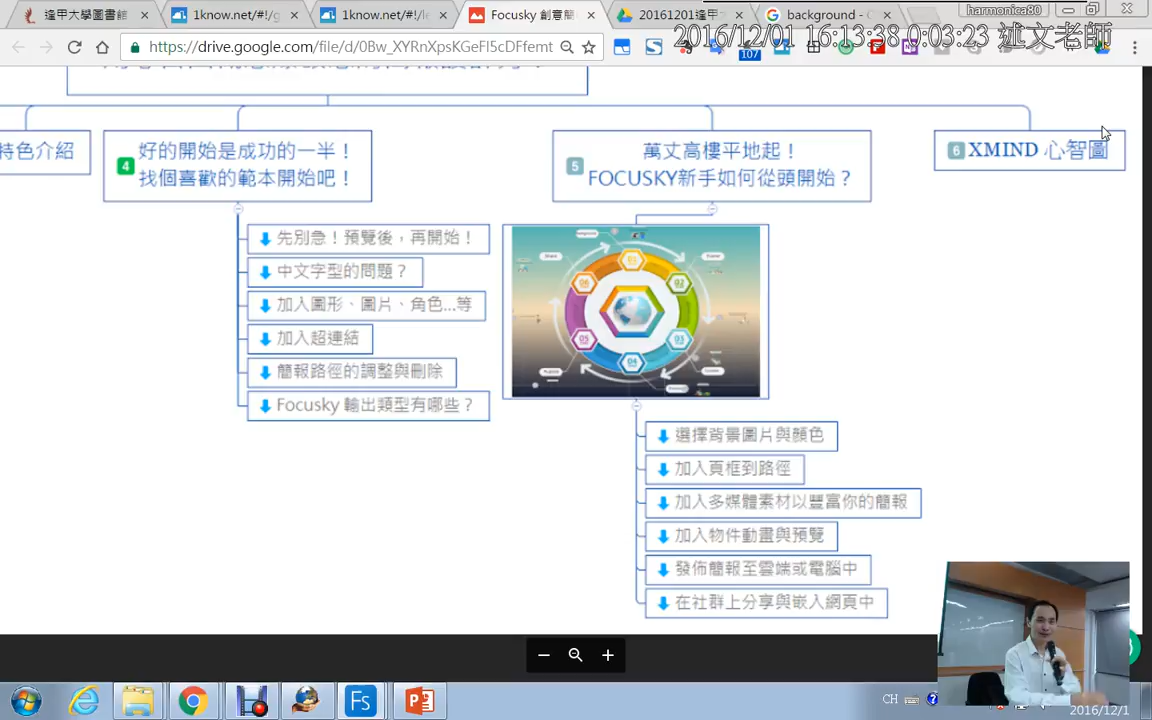 逢甲大學圖書館
1know.net/#!/g
1know.net/#!/le
Focusky 創意簡
20161201逢甲
background - G
harmonica80
https://drive.google.com/file/d/0Bw_XYRnXpsKGeFI5cDFfemt
107
2016/12/01 16:13:38 0:03:23 述文老師
特色介紹
4 好的開始是成功的一半！
找個喜歡的範本開始吧！
先別急！預覽後，再開始！
中文字型的問題？
加入圖形、圖片、角色...等
加入超連結
簡報路徑的調整與刪除
Focusky 輸出類型有哪些？
5 萬丈高樓平地起！
FOCUSKY新手如何從頭開始？
01
02
03
04
05
06
選擇背景圖片與顏色
加入頁框到路徑
加入多媒體素材以豐富你的簡報
加入物件動畫與預覽
發佈簡報至雲端或電腦中
在社群上分享與嵌入網頁中
6 XMIND 心智圖
Fs
CH
2016/12/1